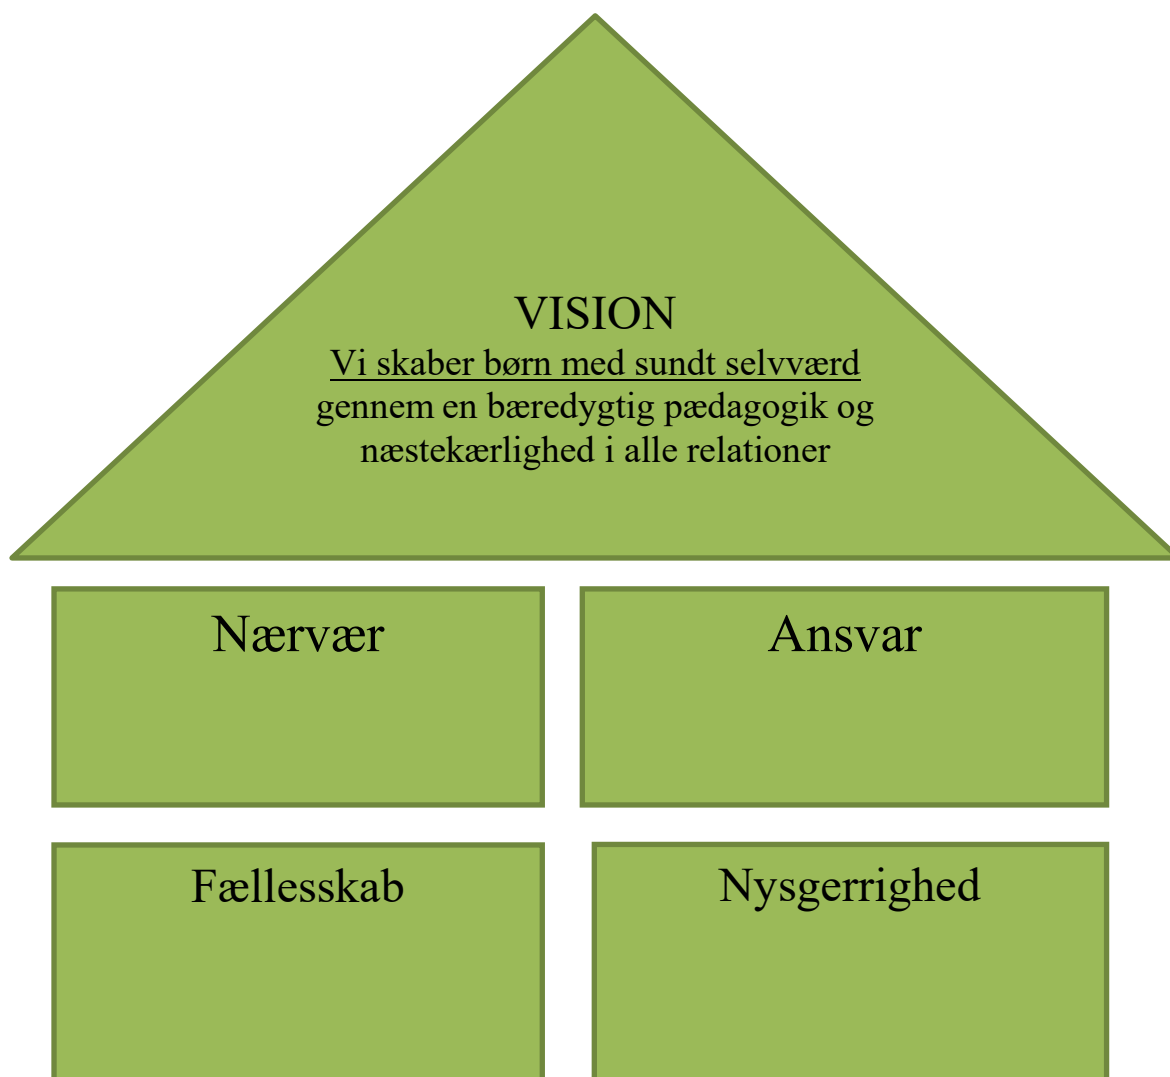 VISION
Vi skaber børn med sundt selvværd
gennem en bæredygtig pædagogik og
næstekærlighed i alle relationer
Nærvær
Ansvar
Fællesskab
Nysgerrighed